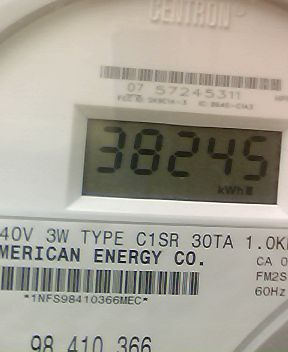 CENTRON
07 57245311
38245
kWh
40V 3W TYPE C1SR 30TA 1.0K
MERICAN ENERGY CO.
CA 0
FM2S
60Hz
*1NFS98410366MEC*
98 410 366